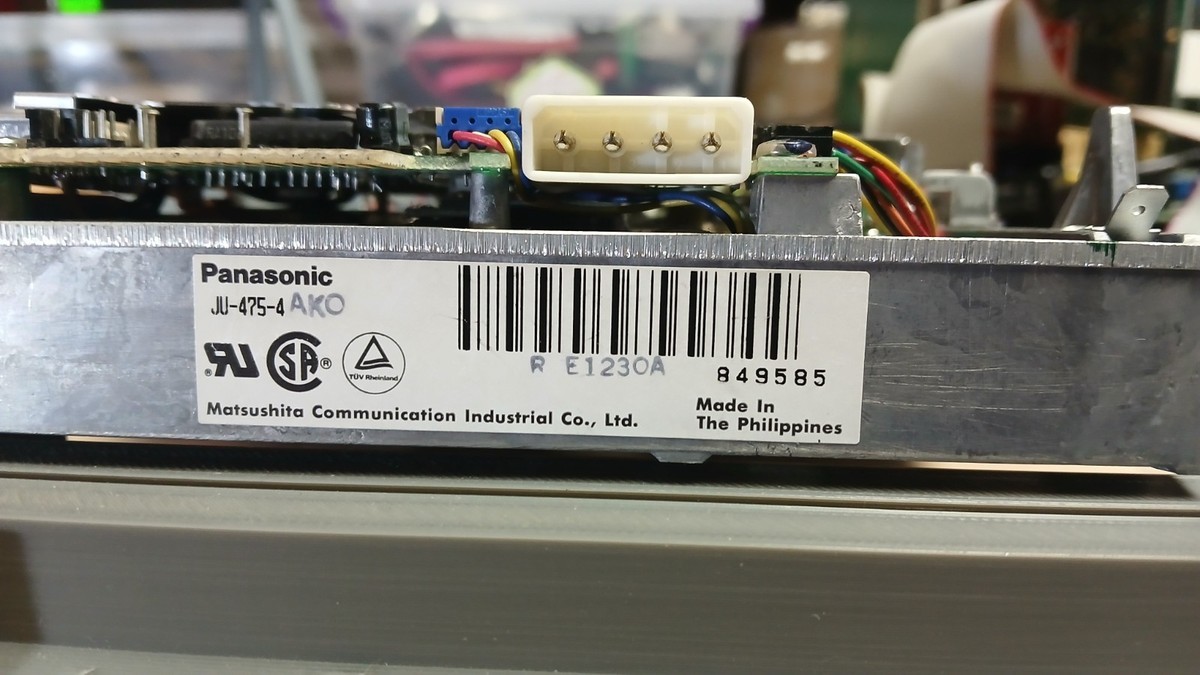 Panasonic
JU-475-4 AKO
R E1230A
849585
TÜV Rheinland
Matsushita Communication Industrial Co., Ltd.
Made In
The Philippines